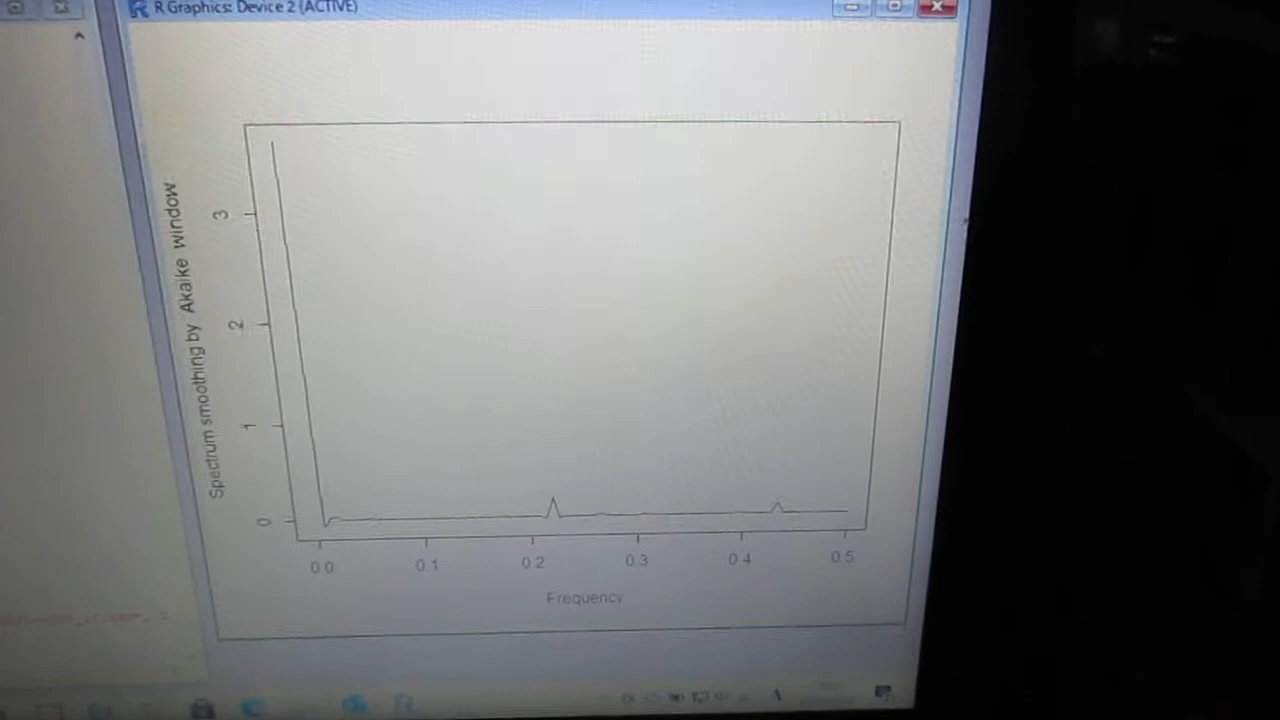 R Graphics: Device 2 (ACTIVE)
Spectrum smoothing by Akaike window
3
2
1
0
0.0 0.1 0.2 0.3 0.4 0.5
Frequency